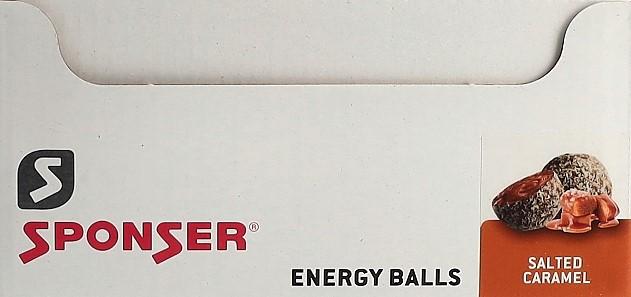 SPONSER®
ENERGY BALLS
SALTED
CARAMEL